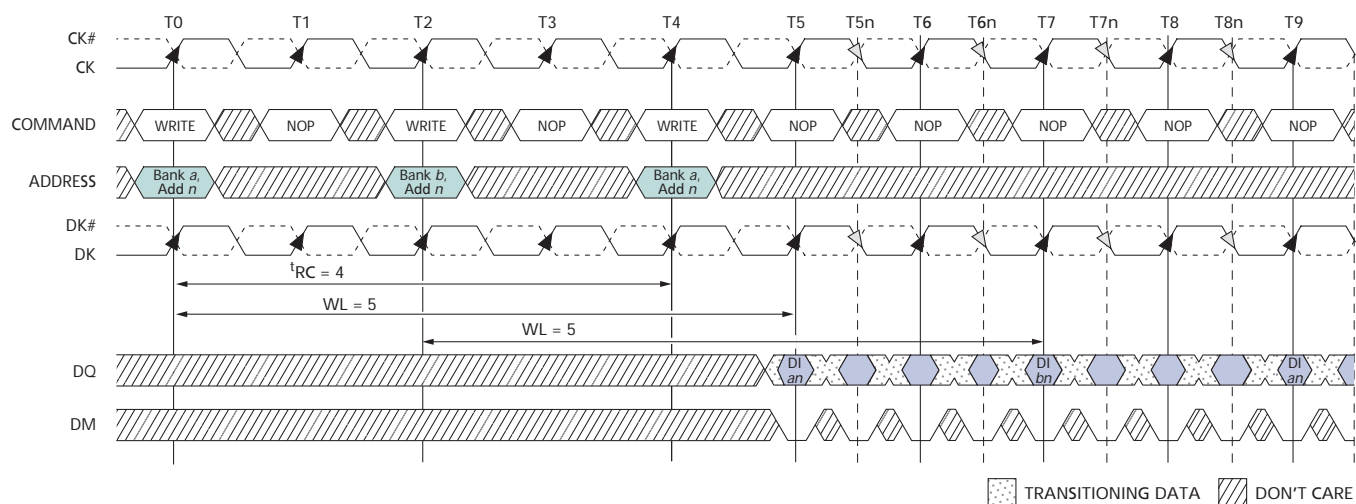 T0 T1 T2 T3 T4 T5 T5n T6 T6n T7 T7n T8 T8n T9
CK#
CK
COMMAND WRITE NOP WRITE NOP WRITE NOP NOP NOP NOP NOP
ADDRESS Bank a, Add n Bank b, Add n Bank a, Add n
DK#
DK
tRC = 4
WL = 5
WL = 5
DQ DI an DI bn DI an
DM
TRANSITIONING DATA DON'T CARE